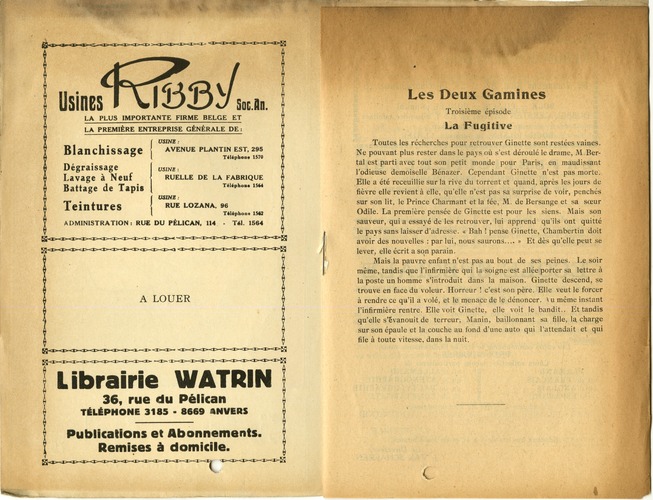 Usines RIBBY Soc. An.
LA PLUS IMPORTANTE FIRME BELGE ET
LA PREMIÈRE ENTREPRISE GÉNÉRALE DE :
Blanchissage
USINE :
AVENUE PLANTIN EST, 295
Téléphone 1570
Dégraissage
Lavage à Neuf
Battage de Tapis
USINE :
RUELLE DE LA FABRIQUE
Téléphone 1564
Teintures
USINE :
RUE LOZANA, 96
Téléphone 1562
ADMINISTRATION : RUE DU PÉLICAN, 114 - Tél. 1564
A LOUER
Librairie WATRIN
36, rue du Pélican
TÉLÉPHONE 3185 - 8669 ANVERS
Publications et Abonnements.
Remises à domicile.
Les Deux Gamines
Troisième épisode
La Fugitive
Toutes les récherches pour retrouver Ginette sont restées vaines.
Ne pouvant plus rester dans le pays où s'est déroulé le drame, M. Ber-
tal est parti avec tout son petit monde pour Paris, en maudissant
l'odieuse demoiselle Bénazer. Cependant Ginette n'est pas morte.
Elle a été receuillie sur la rive du torrent et quand, après les jours de
fièvre elle revient à elle, qu'elle n'est pas sa surprise de voir, penchés
sur son lit, le Prince Charmant et la fée, M. de Bersange et sa sœur
Odile. La première pensée de Ginette est pour les siens. Mais son
sauveur, qui a essayé de les retrouver, lui apprend qu'ils ont quitté
le pays sans laisser d'adresse. « Bah ! pense Ginette, Chambertin doit
avoir des nouvelles : par lui, nous saurons.... » Et dès qu'elle peut se
lever, elle écrit a son parain.
Mais la pauvre enfant n'est pas au bout de ses peines. Le soir
même, tandis que l'infirmière qui la soigne est allée porter sa lettre à
la poste un homme s'introduit dans la maison. Ginette descend, se
trouve en face du voleur. Horreur ! c'est son père. Elle veut le forcer
à rendre ce qu'il a volé, et le menace de le dénoncer. Au même instant
l'infirmière rentre. Elle voit Ginette, elle voit le bandit.. Et tandis
qu'elle s'évanouit de terreur, Manin, baillonnant sa fille, la charge
sur son épaule et la couche au fond d'une auto qui l'attendait et qui
file à toute vitesse, dans la nuit.